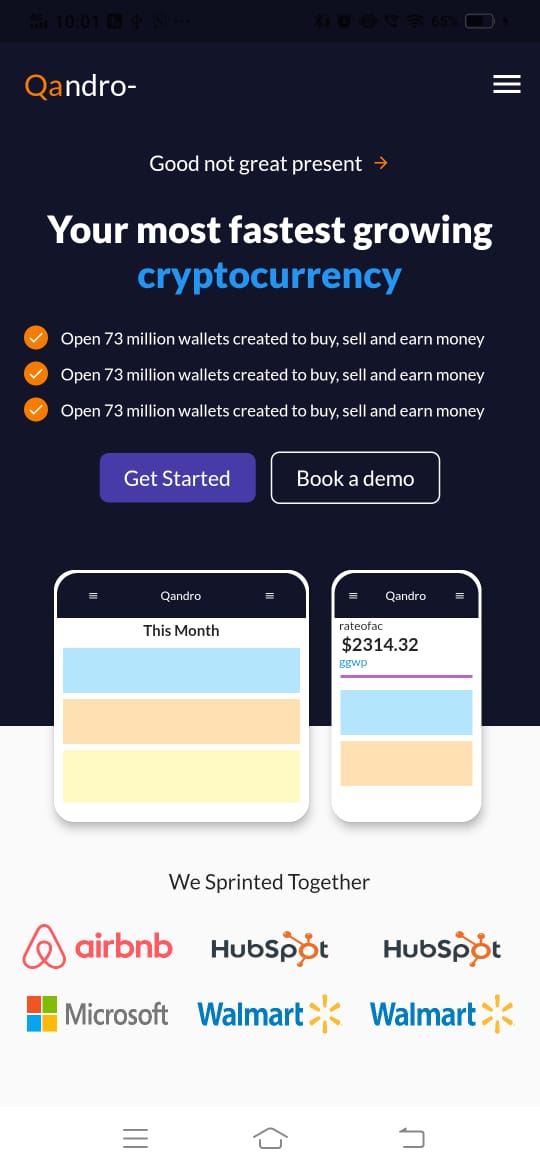 10:01
65%
Qandro-
Good not great present
Your most fastest growing
cryptocurrency
Open 73 million wallets created to buy, sell and earn money
Open 73 million wallets created to buy, sell and earn money
Open 73 million wallets created to buy, sell and earn money
Get Started
Book a demo
Qandro
This Month
Qandro
rateofac
$2314.32
ggwp
We Sprinted Together
airbnb
HubSpot
HubSpot
Microsoft
Walmart
Walmart